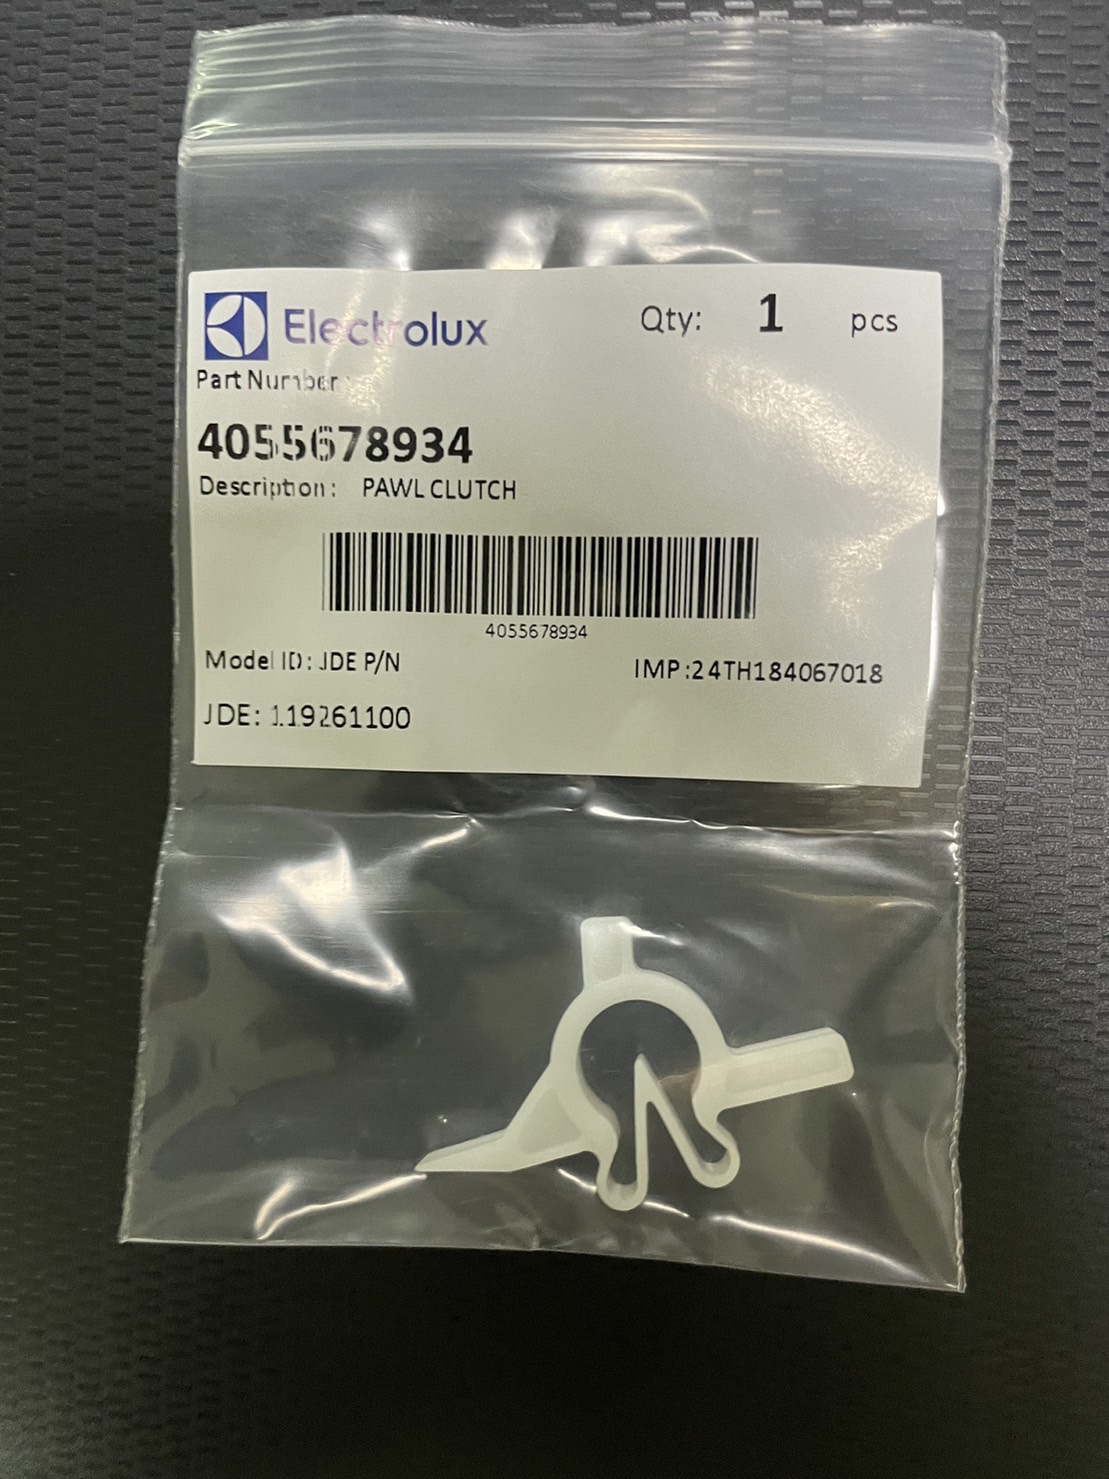 Electrolux
Qty: 1 pcs
Part Number:
4055678934
Description: PAWL CLUTCH
4055678934
Model ID: JDE P/N
IMP:24TH184067018
JDE: 119261100